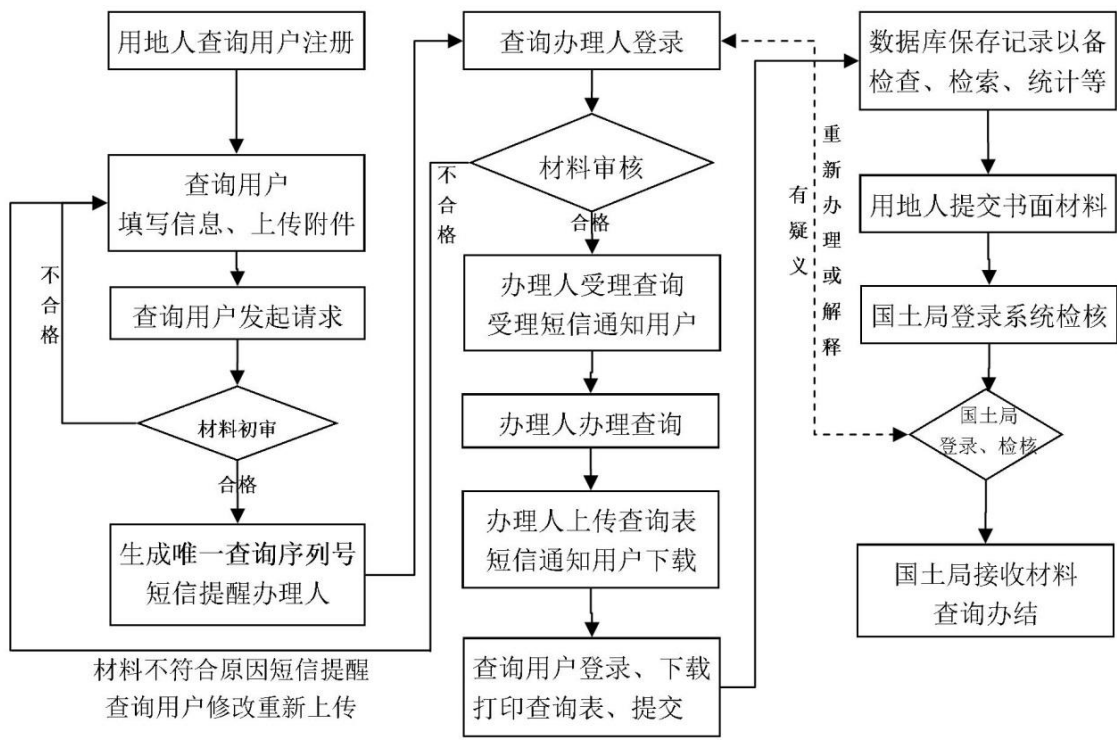 用地人查询用户注册
查询用户
填写信息、上传附件
不合格
查询用户发起请求
材料初审
合格
生成唯一查询序列号
短信提醒办理人
材料不符合原因短信提醒
查询用户修改重新上传
查询办理人登录
材料审核
不合格
合格
办理人受理查询
受理短信通知用户
办理人办理查询
办理人上传查询表
短信通知用户下载
查询用户登录、下载
打印查询表、提交
重新办理或解释
有疑义
数据库保存记录以备
检查、检索、统计等
用地人提交书面材料
国土局登录系统检核
国土局
登录、检核
国土局接收材料
查询办结